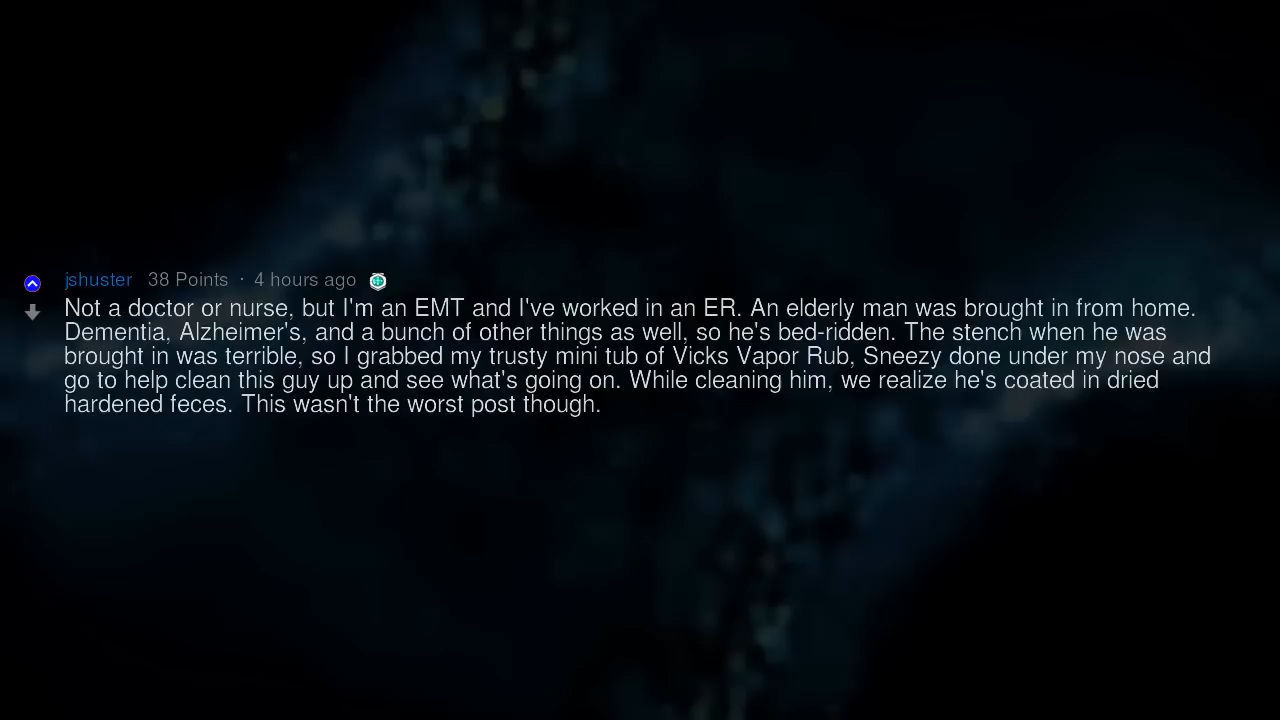 jshuster 38 Points · 4 hours ago
Not a doctor or nurse, but I'm an EMT and I've worked in an ER. An elderly man was brought in from home.
Dementia, Alzheimer's, and a bunch of other things as well, so he's bed-ridden. The stench when he was
brought in was terrible, so I grabbed my trusty mini tub of Vicks Vapor Rub, Sneezy done under my nose and
go to help clean this guy up and see what's going on. While cleaning him, we realize he's coated in dried
hardened feces. This wasn't the worst post though.